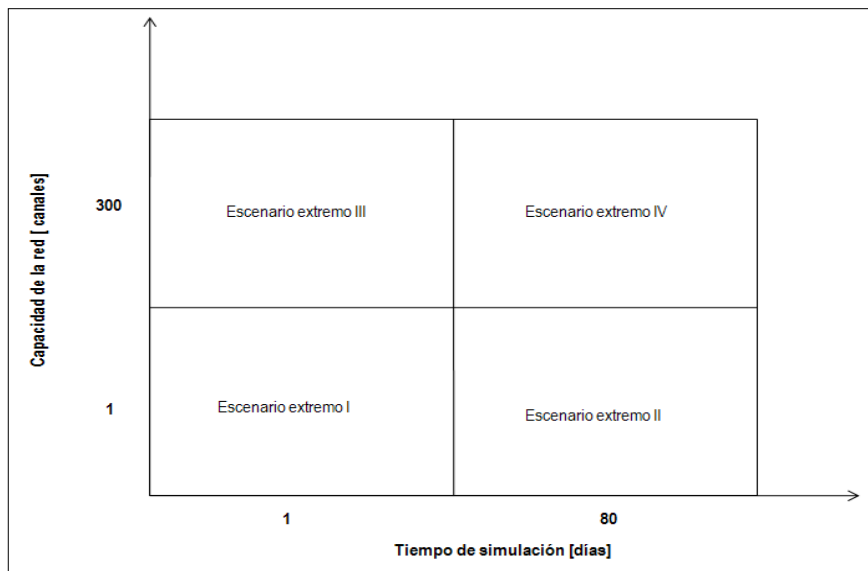 Capacidad de la red [ canales]
300
Escenario extremo III
Escenario extremo IV
1
Escenario extremo I
Escenario extremo II
1
80
Tiempo de simulación [días]